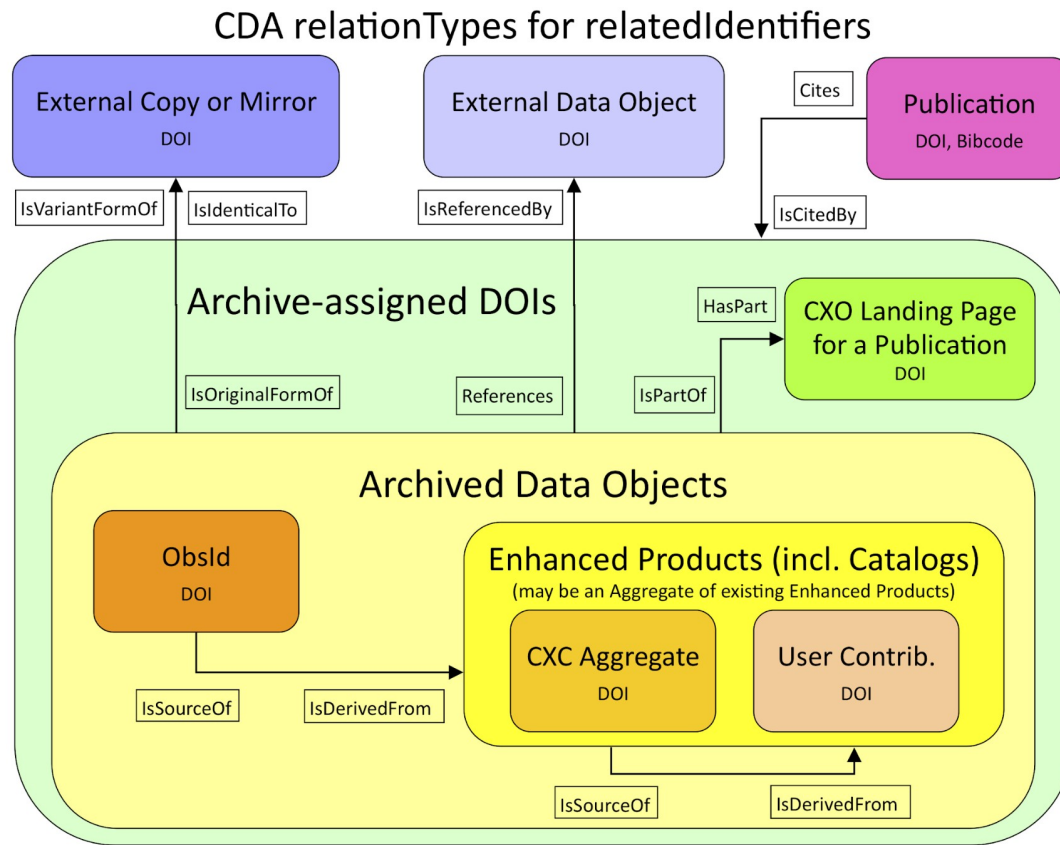 CDA relationTypes for relatedIdentifiers
External Copy or Mirror
DOI
External Data Object
DOI
Cites
Publication
DOI, Bibcode
IsVariantFormOf
IsIdenticalTo
IsReferencedBy
IsCitedBy
Archive-assigned DOIs
HasPart
CXO Landing Page
for a Publication
DOI
IsOriginalFormOf
References
IsPartOf
Archived Data Objects
ObsId
DOI
Enhanced Products (incl. Catalogs)
(may be an Aggregate of existing Enhanced Products)
CXC Aggregate
DOI
User Contrib.
DOI
IsSourceOf
IsDerivedFrom
IsSourceOf
IsDerivedFrom